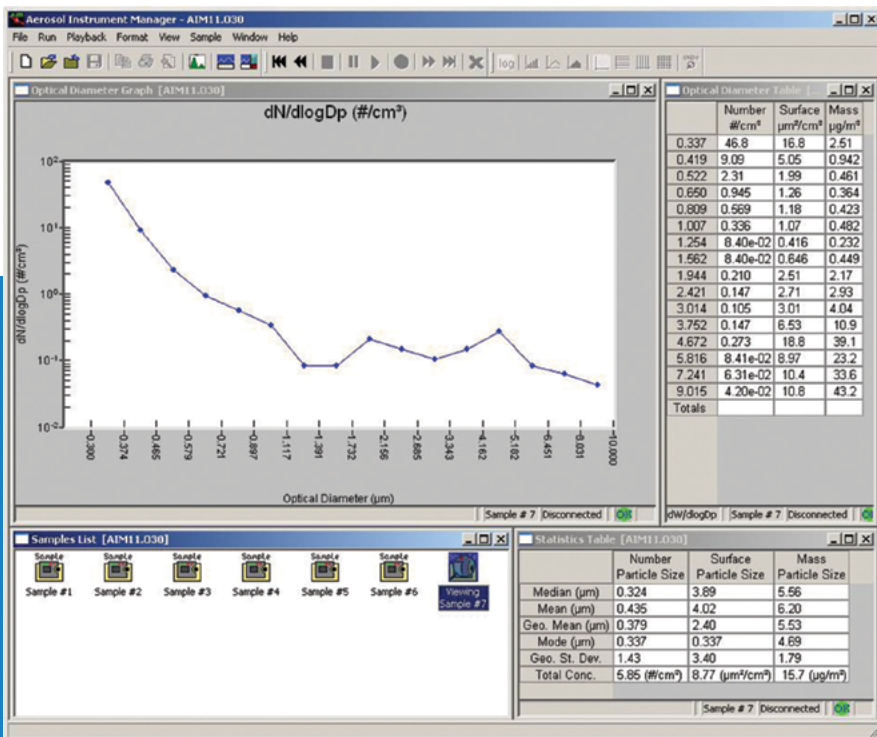 Aerosol Instrument Manager - AIM11.030
File Run Playback Format View Sample Window Help
log
Optical Diameter Graph [AIM11.030]
dN/dlogDp (#/cm³)
dN/dlogDp (#/cm³)
10²
10¹
10⁰
10⁻¹
10⁻²
0.300 0.374 0.465 0.579 0.721 0.897 1.117 1.391 1.732 2.156 2.685 3.343 4.162 5.182 6.451 8.031 10.000
Optical Diameter (µm)
Sample # 7 Disconnected OK
Optical Diameter Table [...
Number Surface Mass
#/cm³ µm²/cm³ µg/m³
0.337 46.8 16.8 2.51
0.419 9.09 5.05 0.942
0.522 2.31 1.99 0.461
0.650 0.945 1.26 0.364
0.809 0.569 1.18 0.423
1.007 0.336 1.07 0.482
1.254 8.40e-02 0.416 0.232
1.562 8.40e-02 0.646 0.449
1.944 0.210 2.51 2.17
2.421 0.147 2.71 2.93
3.014 0.105 3.01 4.04
3.752 0.147 6.53 10.9
4.672 0.273 18.8 39.1
5.816 8.41e-02 8.97 23.2
7.241 6.31e-02 10.4 33.6
9.015 4.20e-02 10.8 43.2
Totals
dW/dlogDp Sample # 7 Disconnected
Samples List [AIM11.030]
Sample Sample Sample Sample Sample Sample
Sample #1 Sample #2 Sample #3 Sample #4 Sample #5 Sample #6 Viewing
Sample #7
Statistics Table [AIM11.030]
Number Surface Mass
Particle Size Particle Size Particle Size
Median (µm) 0.324 3.89 5.56
Mean (µm) 0.435 4.02 6.20
Geo. Mean (µm) 0.379 2.40 5.53
Mode (µm) 0.337 0.337 4.69
Geo. St. Dev. 1.43 3.40 1.79
Total Conc. 5.85 (#/cm³) 8.77 (µm²/cm³) 15.7 (µg/m³)
Sample # 7 Disconnected OK